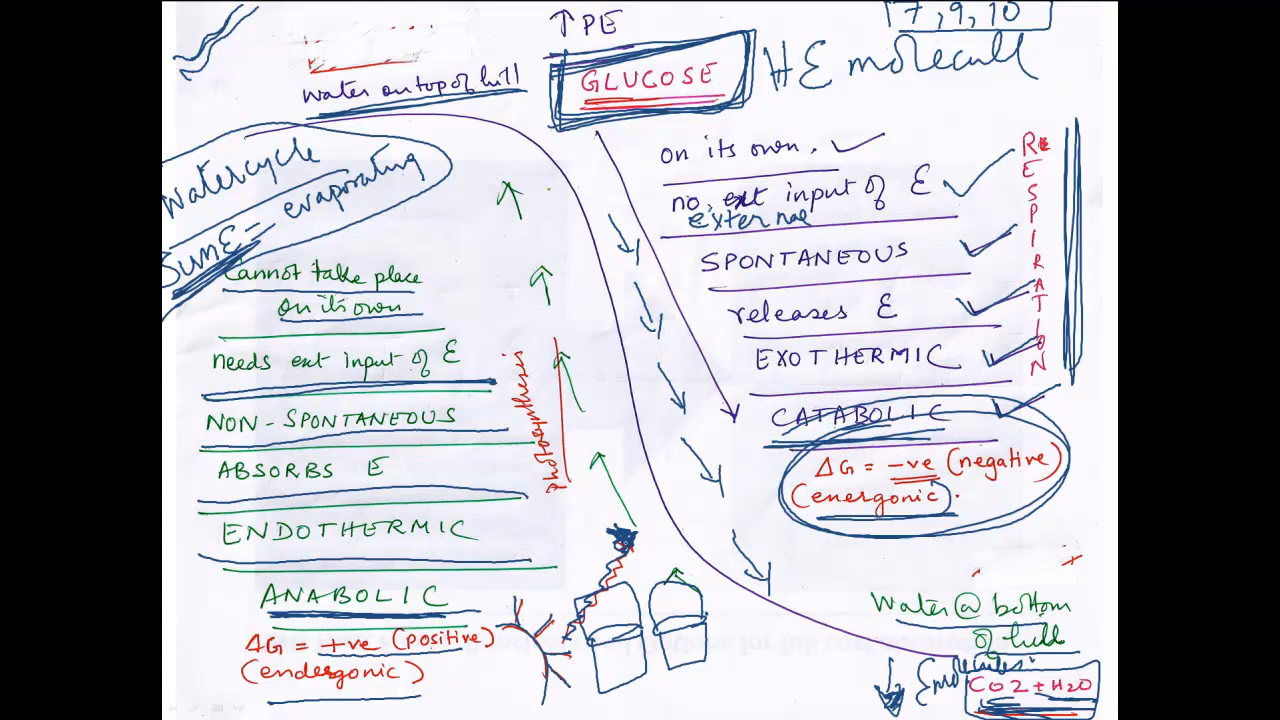 ↑ PE
7, 9, 10
GLUCOSE
HE molecull
water on top of hill
Watercycle
evaporating
Sun E -
Cannot take place
On its own
needs ext input of E
NON-SPONTANEOUS
ABSORBS E
ENDOTHERMIC
ANABOLIC
ΔG = +ve (positive)
(endergonic)
photosynthesis
on its own.
no. ext input of E
external
SPONTANEOUS
releases E
EXOTHERMIC
CATABOLIC
ΔG = -ve (negative)
(energonic).
RESPIRATION
Water @ bottom
of hill
↓ E molecules:
CO2 + H2O